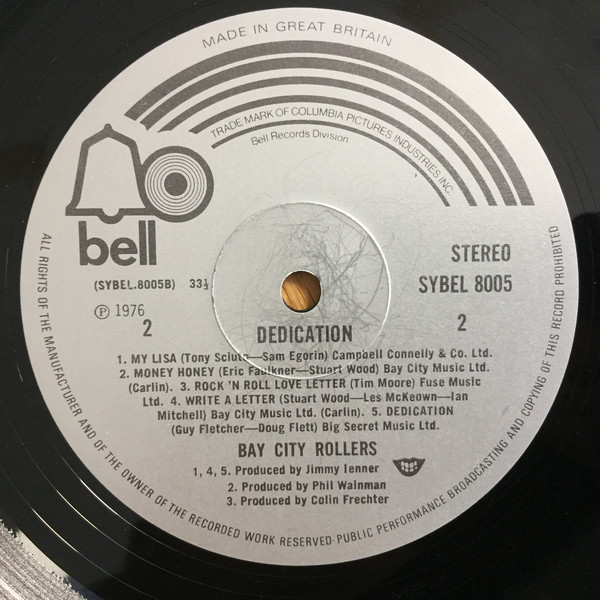 MADE IN GREAT BRITAIN
TRADE MARK OF COLUMBIA PICTURES INDUSTRIES INC.
Bell Records Division
bell
(SYBEL.8005B) 33⅓
STEREO
SYBEL 8005
Ⓟ 1976
2
2
DEDICATION
1. MY LISA (Tony Sciuto—Sam Egorin) Campbell Connelly & Co. Ltd.
2. MONEY HONEY (Eric Faulkner—Stuart Wood) Bay City Music Ltd.
(Carlin). 3. ROCK 'N ROLL LOVE LETTER (Tim Moore) Fuse Music
Ltd. 4. WRITE A LETTER (Stuart Wood—Les McKeown—Ian
Mitchell) Bay City Music Ltd. (Carlin). 5. DEDICATION
(Guy Fletcher—Doug Flett) Big Secret Music Ltd.
BAY CITY ROLLERS
1, 4, 5. Produced by Jimmy Ienner
2. Produced by Phil Wainman
3. Produced by Colin Frechter
ALL RIGHTS OF THE MANUFACTURER AND OF THE OWNER OF THE RECORDED WORK RESERVED·PUBLIC PERFORMANCE BROADCASTING AND COPYING OF THIS RECORD PROHIBITED